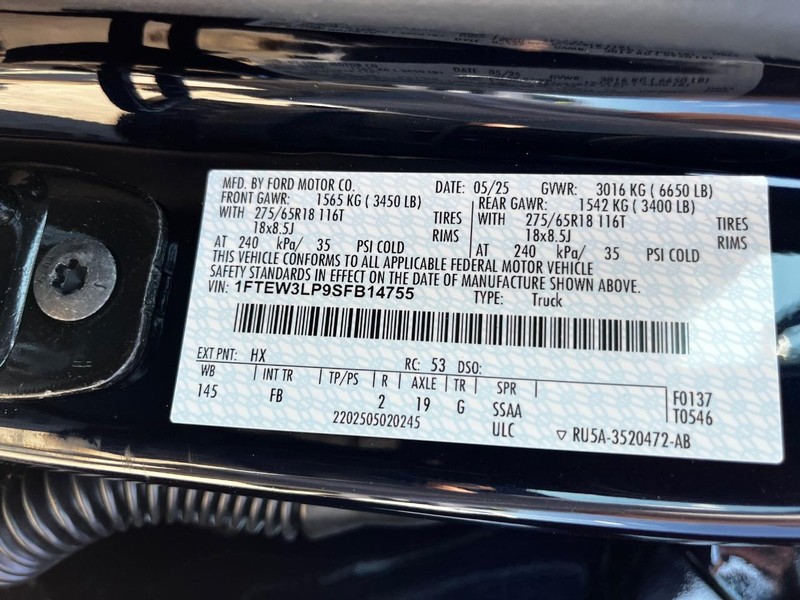 MFD. BY FORD MOTOR CO. DATE: 05/25 GVWR: 3016 KG ( 6650 LB)
FRONT GAWR: 1565 KG ( 3450 LB) REAR GAWR: 1542 KG ( 3400 LB)
WITH 275/65R18 116T TIRES WITH 275/65R18 116T TIRES
18x8.5J RIMS 18x8.5J RIMS
AT 240 kPa/ 35 PSI COLD AT 240 kPa/ 35 PSI COLD
THIS VEHICLE CONFORMS TO ALL APPLICABLE FEDERAL MOTOR VEHICLE
SAFETY STANDARDS IN EFFECT ON THE DATE OF MANUFACTURE SHOWN ABOVE.
VIN: 1FTEW3LP9SFB14755 TYPE: Truck
EXT PNT: HX RC: 53 DSO:
WB INT TR TP/PS R AXLE TR SPR F0137
145 FB 2 19 G SSAA T0546
2202505020245 ULC ▽ RU5A-3520472-AB